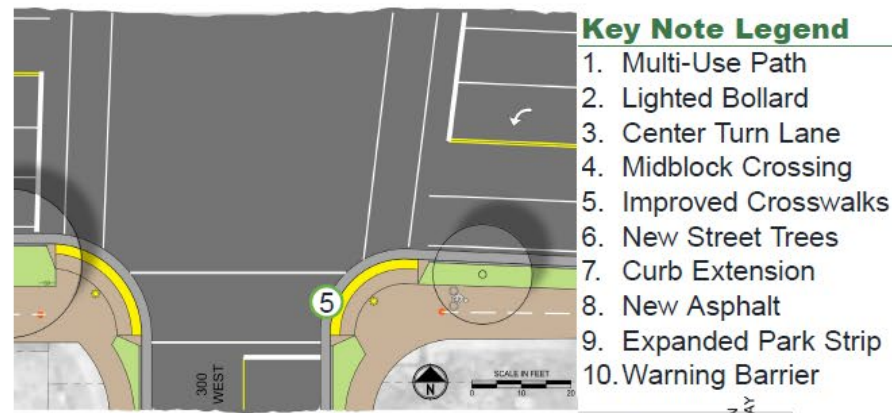 Key Note Legend
1. Multi-Use Path
2. Lighted Bollard
3. Center Turn Lane
4. Midblock Crossing
5. Improved Crosswalks
6. New Street Trees
7. Curb Extension
8. New Asphalt
9. Expanded Park Strip
10. Warning Barrier
5
300
WEST
N
SCALE IN FEET
0 10 20